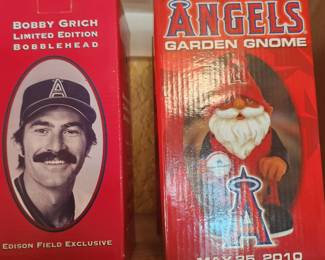 BOBBY GRICH
LIMITED EDITION
BOBBLEHEAD
A
EDISON FIELD EXCLUSIVE
ANGELS
GARDEN GNOME
A
MAY 25, 2010